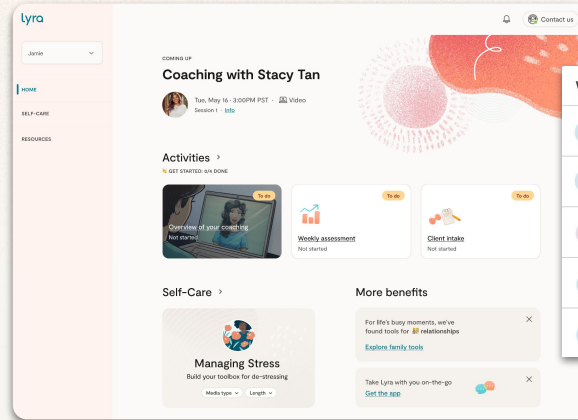 lyra
Contact us
Jamie
HOME
SELF-CARE
RESOURCES
COMING UP
Coaching with Stacy Tan
Tue, May 16 · 3:00PM PST · Video
Session 1 · Info
Activities
GET STARTED: 0/4 DONE
To do
Overview of your coaching
Not started
To do
Weekly assessment
Not started
To do
Client intake
Not started
Self-Care
Managing Stress
Build your toolbox for de-stressing
Media type
Length
More benefits
For life's busy moments, we've
found tools for 🎉 relationships
Explore family tools
Take Lyra with you on-the-go
Get the app